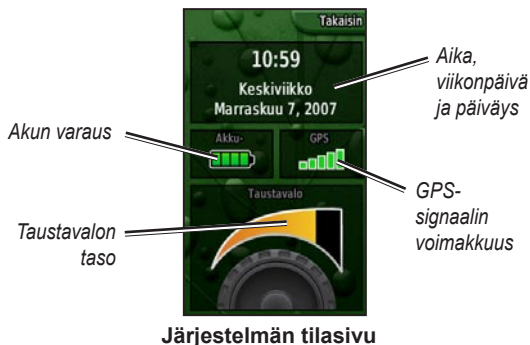 Takaisin
10:59
Keskiviikko
Marraskuu 7, 2007
Akku-
GPS
Taustavalo
Aika,
viikonpäivä
ja päiväys
Akun varaus
GPS-
signaalin
voimakkuus
Taustavalon
taso
Järjestelmän tilasivu